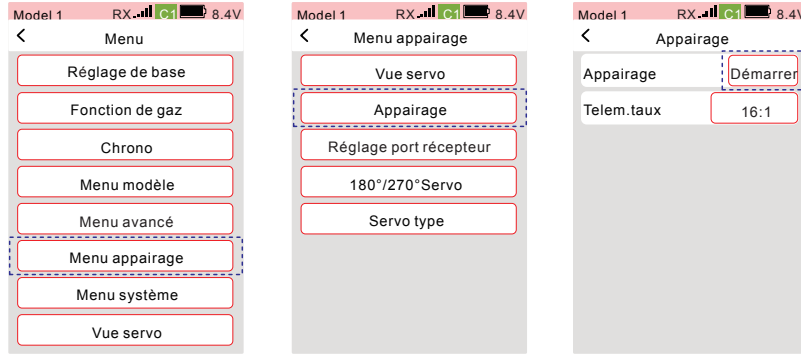 Model 1 RX C1 8.4V
< Menu
Réglage de base
Fonction de gaz
Chrono
Menu modèle
Menu avancé
Menu appairage
Menu système
Vue servo
Model 1 RX C1 8.4V
< Menu appairage
Vue servo
Appairage
Réglage port récepteur
180°/270°Servo
Servo type
Model 1 RX C1 8.4V
< Appairage
Appairage Démarrer
Telem.taux 16:1